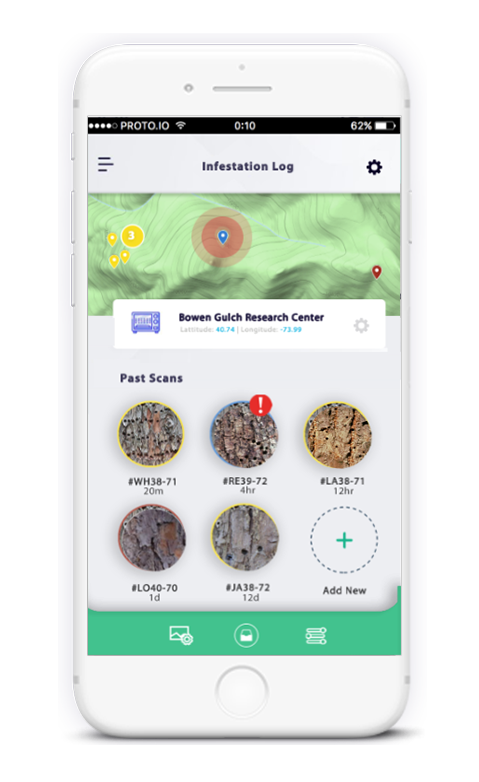 PROTO.IO 0:10 62%
Infestation Log
3
Bowen Gulch Research Center
Lattitude: 40.74 | Longitude: -73.99
Past Scans
!
#WH38-71 #RE39-72 #LA38-71
20m 4hr 12hr
#LO40-70 #JA38-72 Add New
1d 12d